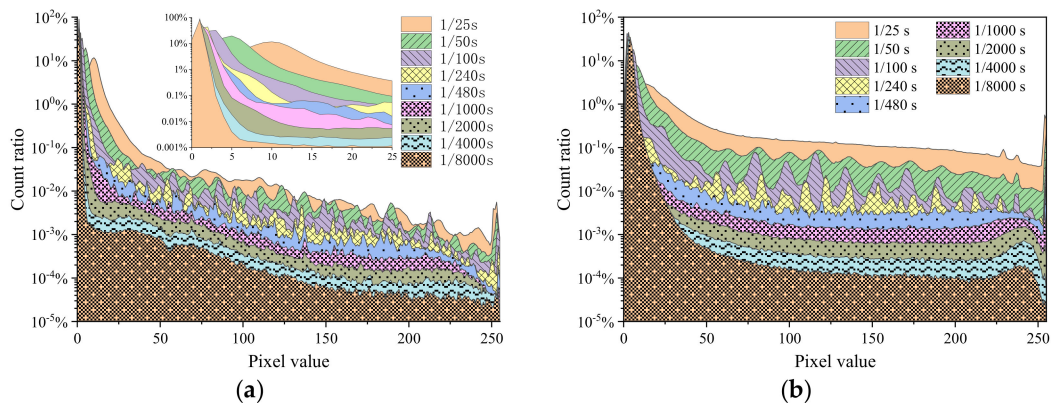 10²%
10¹%
10⁰%
10⁻¹%
10⁻²%
10⁻³%
10⁻⁴%
10⁻⁵%
Count ratio
0 50 100 150 200 250
Pixel value
100%
10%
1%
0.1%
0.01%
0.001%
0 5 10 15 20 25
1/25s
1/50s
1/100s
1/240s
1/480s
1/1000s
1/2000s
1/4000s
1/8000s
(a)
10²%
10¹%
10⁰%
10⁻¹%
10⁻²%
10⁻³%
10⁻⁴%
10⁻⁵%
Count ratio
0 50 100 150 200 250
Pixel value
1/25 s
1/50 s
1/100 s
1/240 s
1/480 s
1/1000 s
1/2000 s
1/4000 s
1/8000 s
(b)